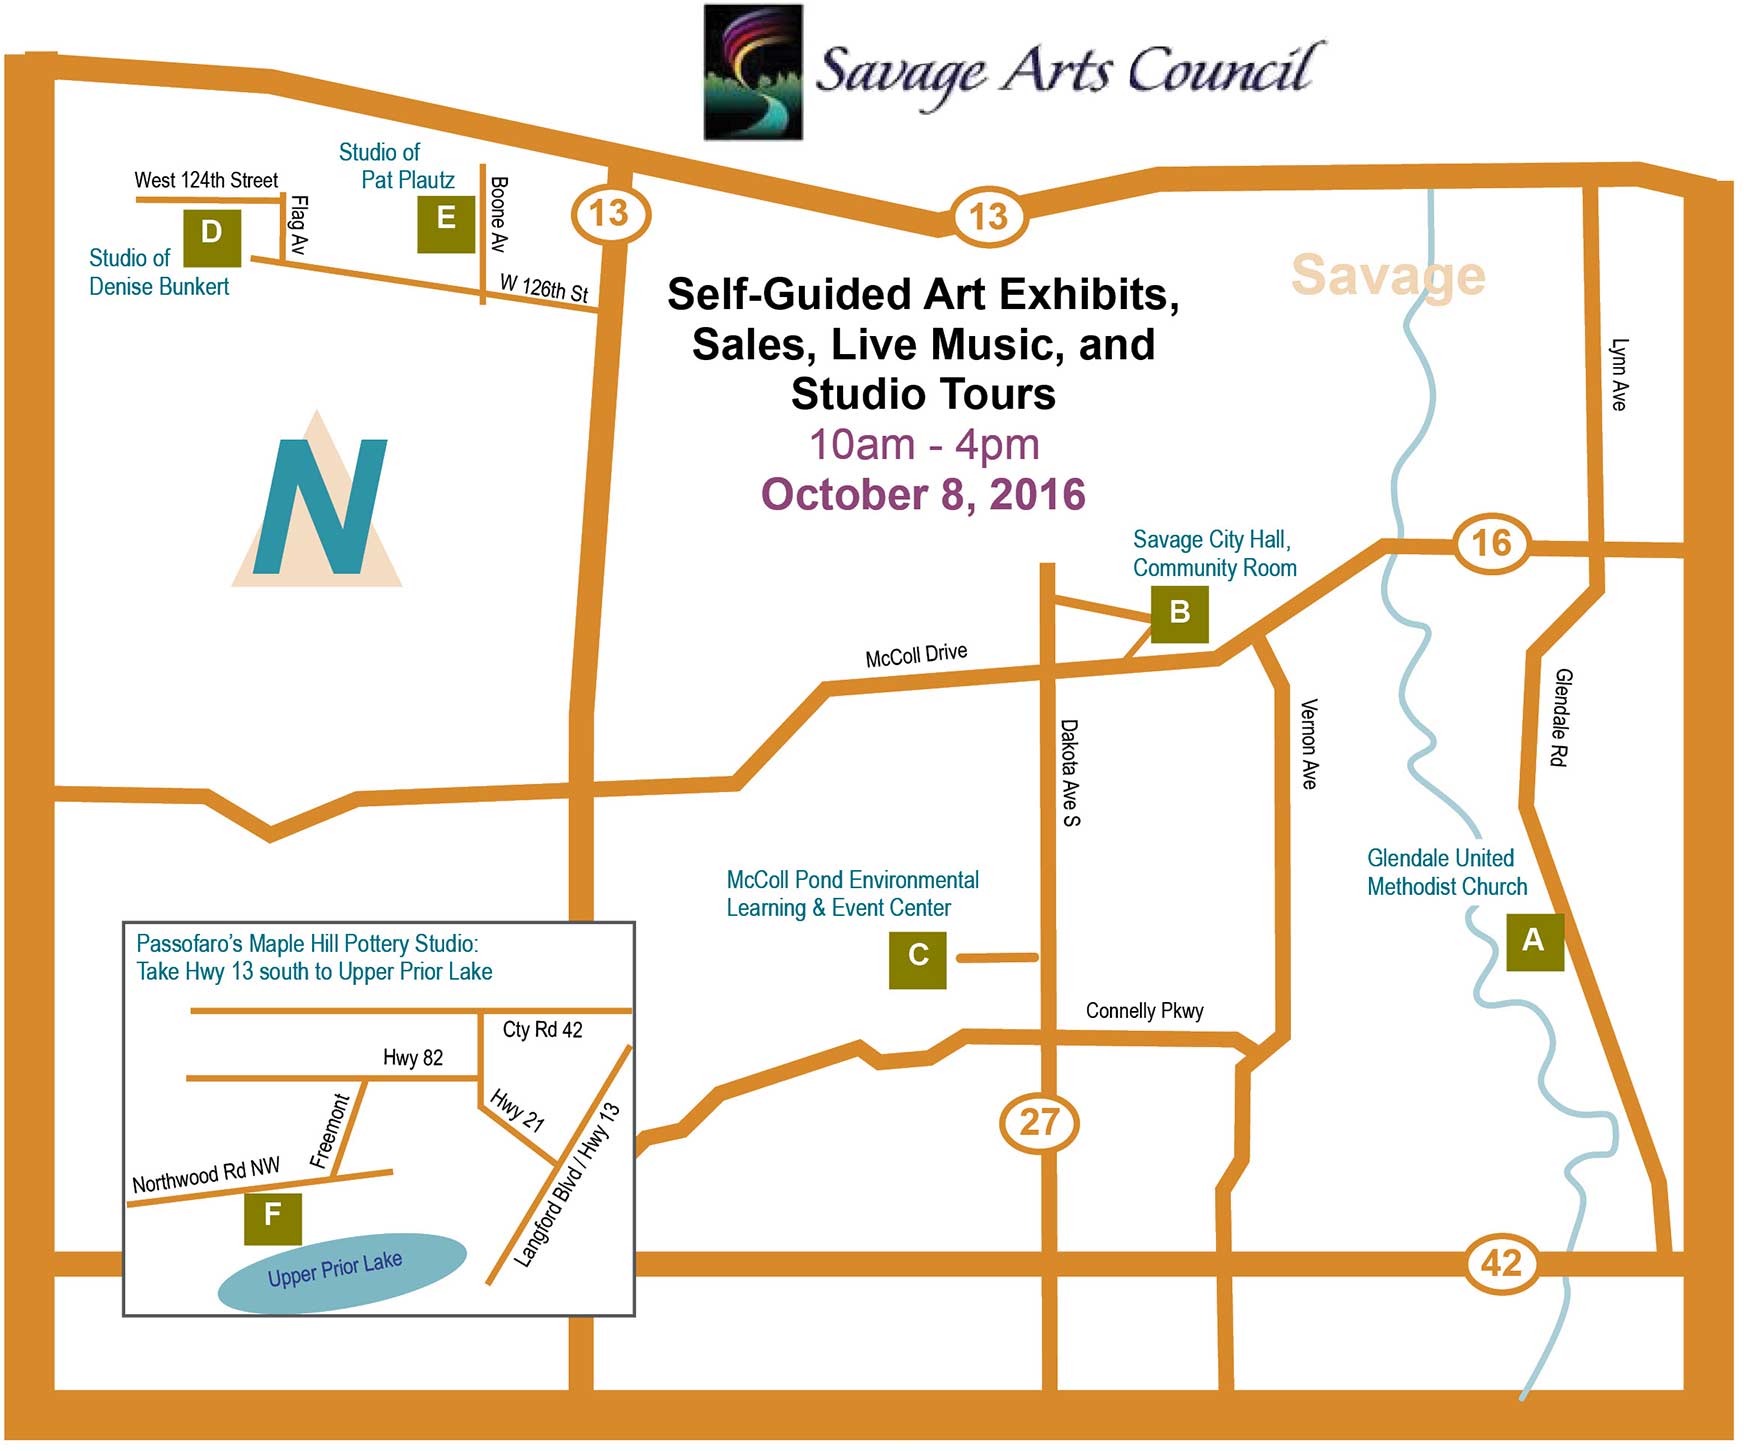 Savage Arts Council
West 124th Street
Flag Av
D
Studio of
Denise Bunkert
Studio of
Pat Plautz
E
Boone Av
W 126th St
13
13
Savage
Self-Guided Art Exhibits,
Sales, Live Music, and
Studio Tours
10am - 4pm
October 8, 2016
N
Lynn Ave
16
Savage City Hall,
Community Room
B
McColl Drive
Dakota Ave S
Vernon Ave
Glendale Rd
Glendale United
Methodist Church
A
McColl Pond Environmental
Learning & Event Center
C
Connelly Pkwy
27
42
Passofaro’s Maple Hill Pottery Studio:
Take Hwy 13 south to Upper Prior Lake
Cty Rd 42
Hwy 82
Hwy 21
Freemont
Langford Blvd / Hwy 13
Northwood Rd NW
F
Upper Prior Lake